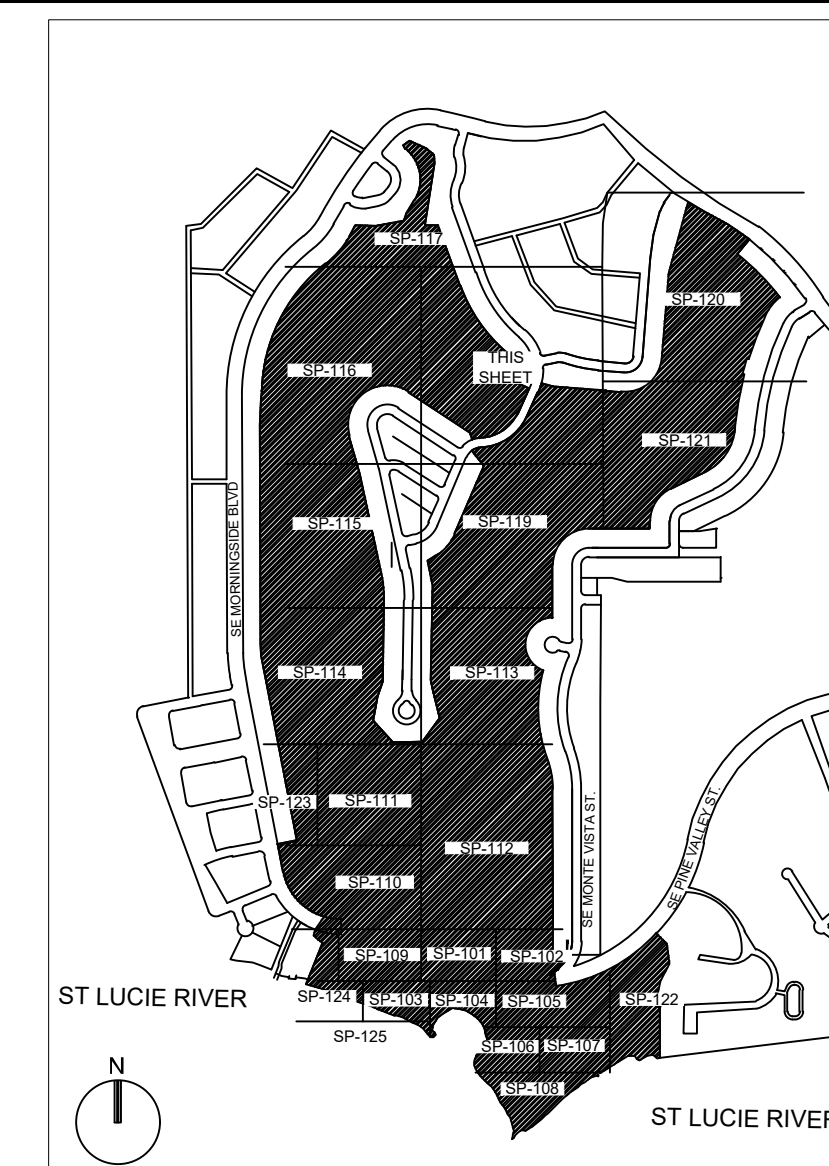 SP-117
SP-120
THIS
SHEET
SP-116
SP-121
SE MORNINGSIDE BLVD
SP-115
SP-119
SP-114
SP-113
SP-123
SP-111
SE MONTE VISTA ST.
SE PINE VALLEY ST.
SP-112
SP-110
SP-109
SP-101
SP-102
ST LUCIE RIVER
SP-124
SP-103
SP-104
SP-105
SP-122
SP-125
SP-106
SP-107
N
SP-108
ST LUCIE RIVER